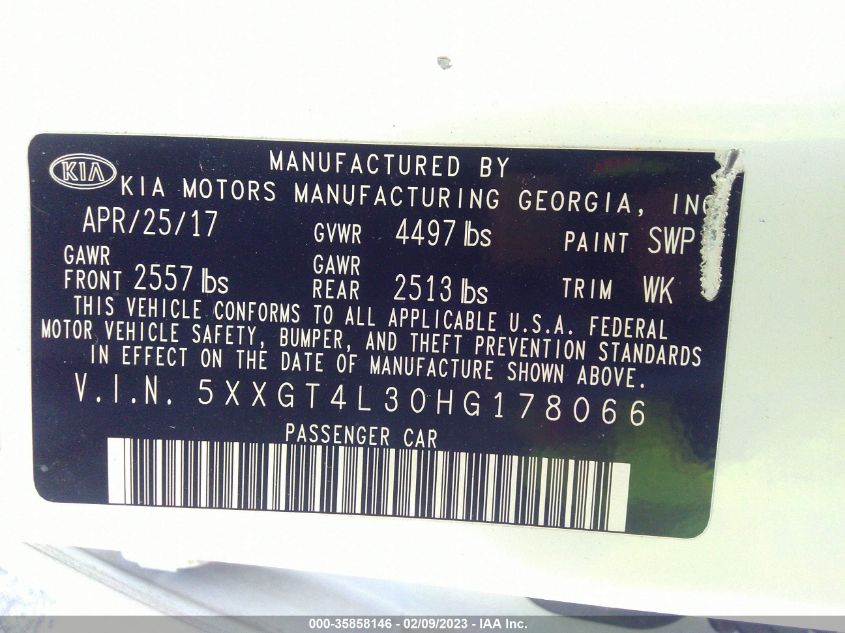 MANUFACTURED BY
KIA KIA MOTORS MANUFACTURING GEORGIA, INC
APR/25/17 GVWR 4497 lbs PAINT SWP
GAWR FRONT 2557 lbs GAWR REAR 2513 lbs TRIM WK
THIS VEHICLE CONFORMS TO ALL APPLICABLE U.S.A. FEDERAL
MOTOR VEHICLE SAFETY, BUMPER, AND THEFT PREVENTION STANDARDS
IN EFFECT ON THE DATE OF MANUFACTURE SHOWN ABOVE.
V.I.N. 5XXGT4L30HG178066
PASSENGER CAR
000-35858146 - 02/09/2023 - IAA Inc.